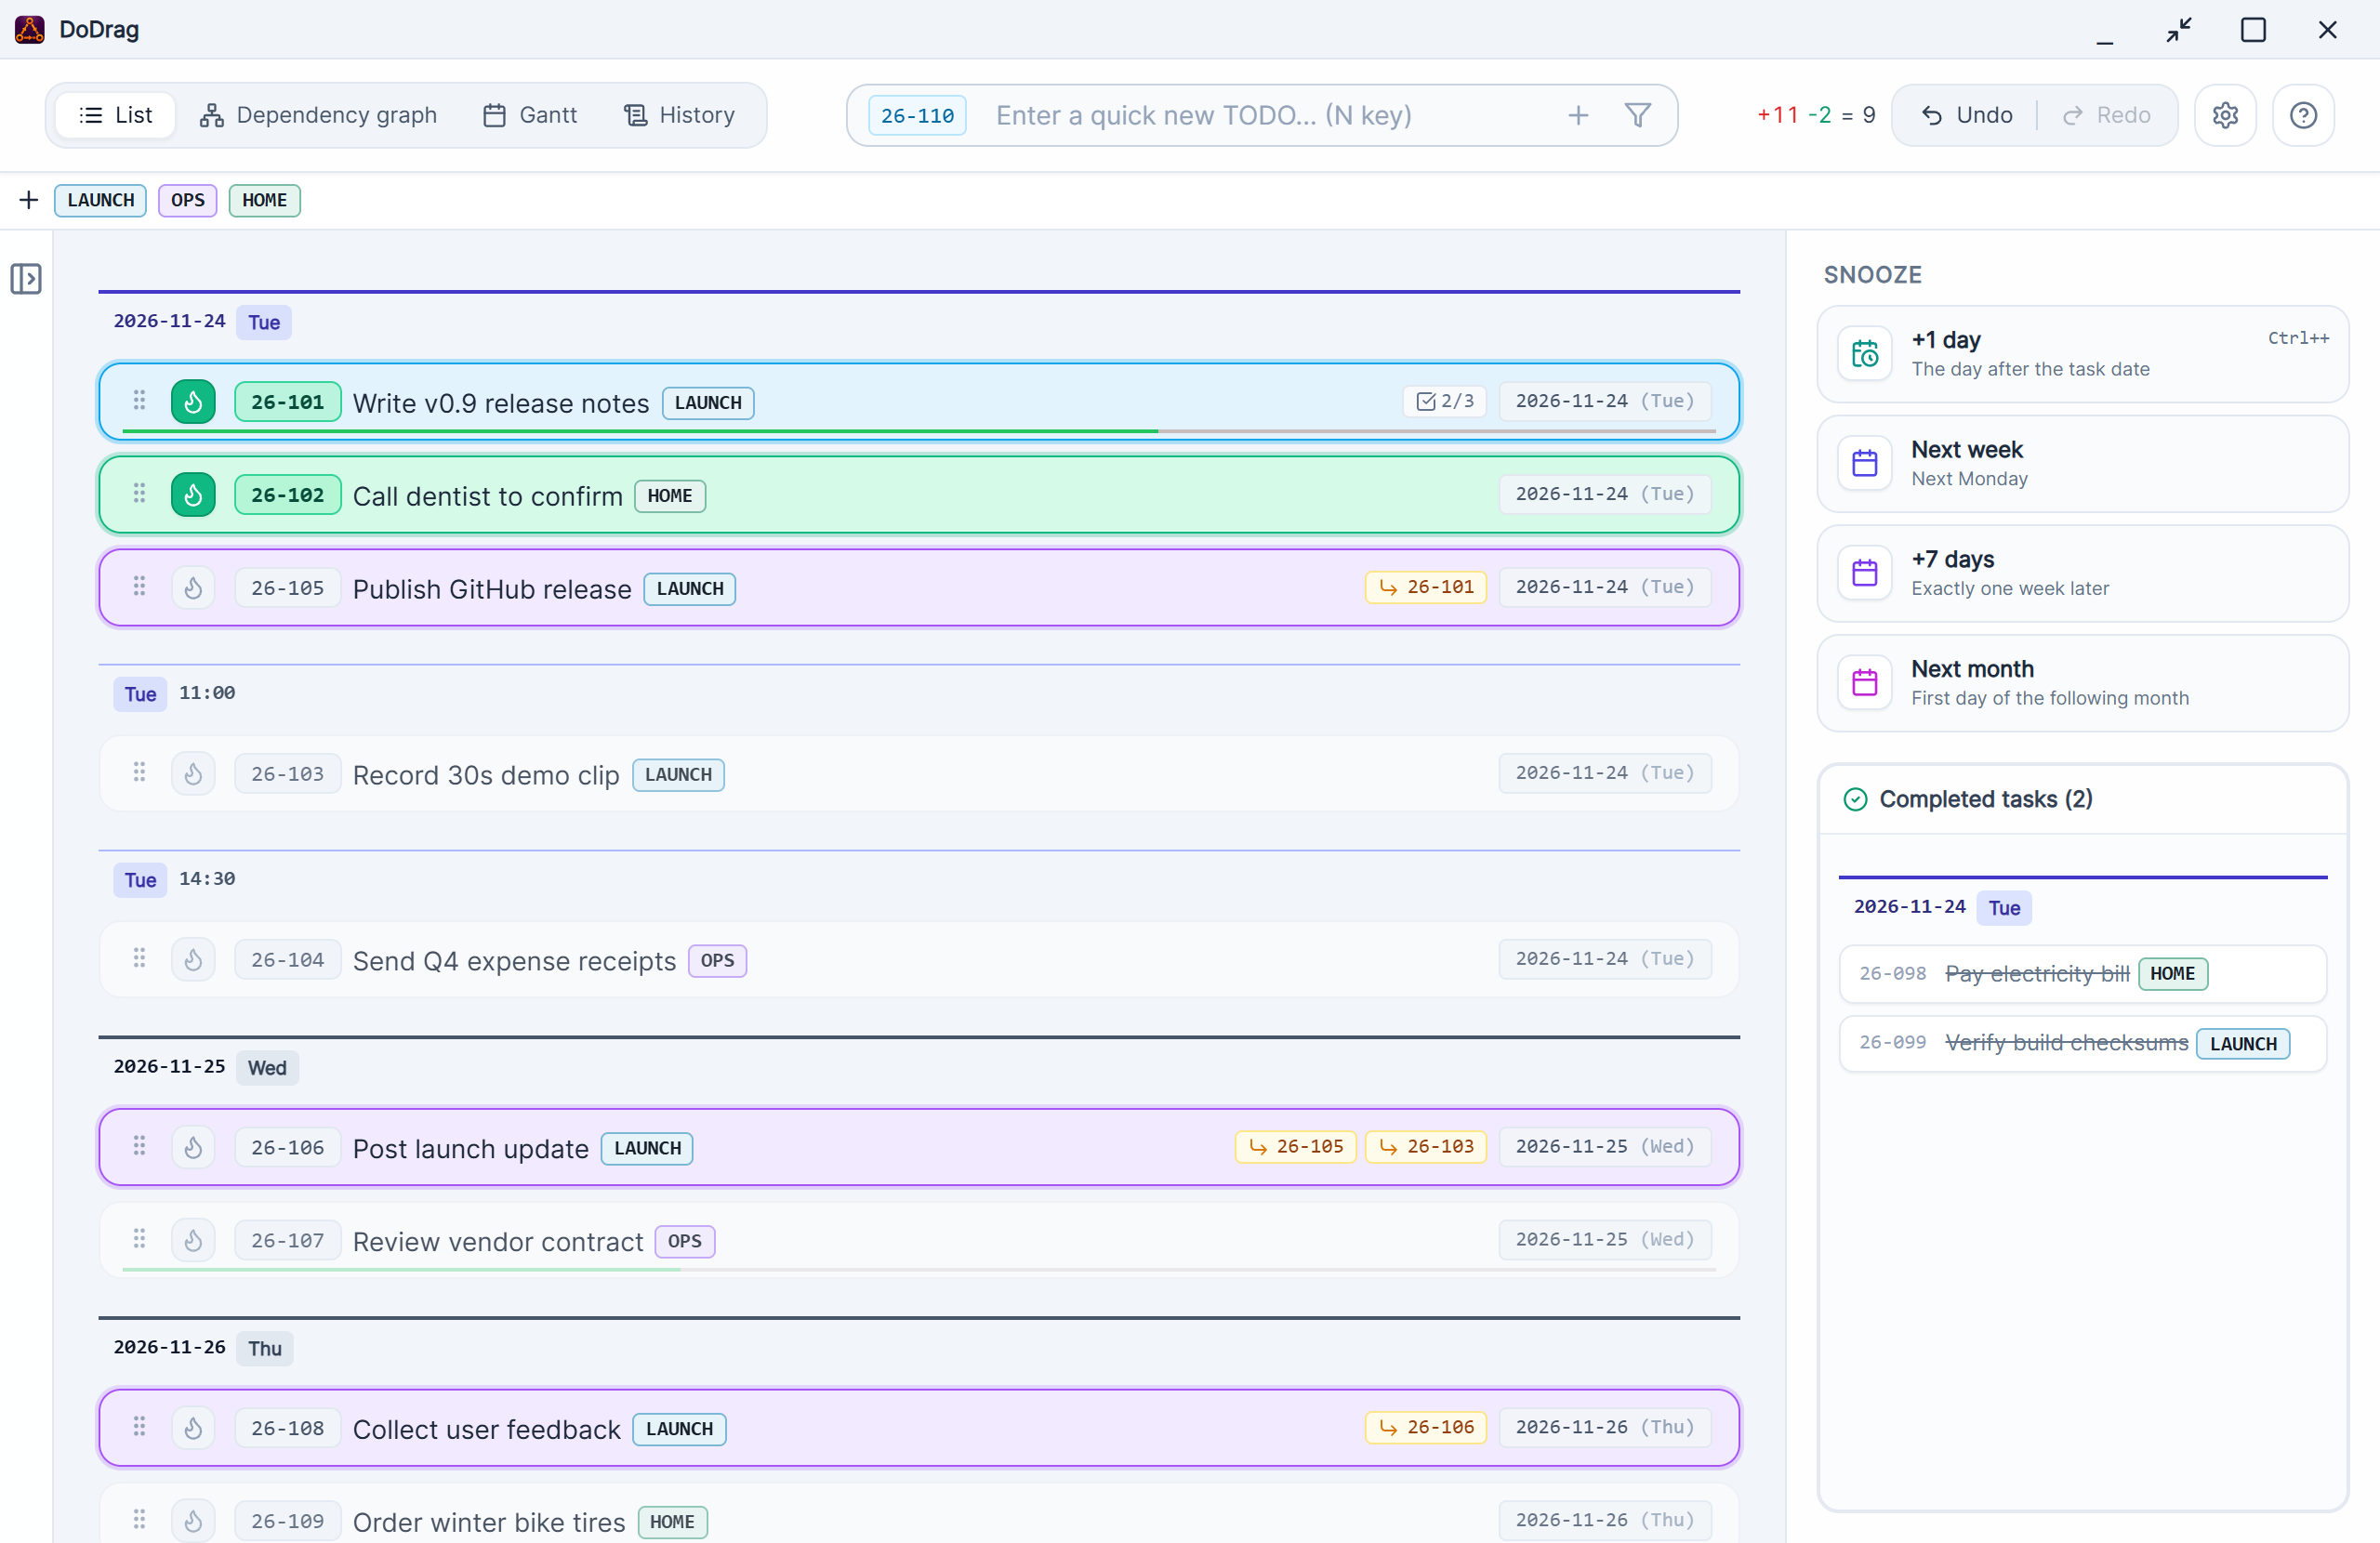 DoDrag
List Dependency graph Gantt History
26-110 Enter a quick new TODO... (N key)
+11 -2 = 9 Undo Redo
LAUNCH OPS HOME
2026-11-24 Tue
26-101 Write v0.9 release notes LAUNCH 2/3 2026-11-24 (Tue)
26-102 Call dentist to confirm HOME 2026-11-24 (Tue)
26-105 Publish GitHub release LAUNCH 26-101 2026-11-24 (Tue)
Tue 11:00
26-103 Record 30s demo clip LAUNCH 2026-11-24 (Tue)
Tue 14:30
26-104 Send Q4 expense receipts OPS 2026-11-24 (Tue)
2026-11-25 Wed
26-106 Post launch update LAUNCH 26-105 26-103 2026-11-25 (Wed)
26-107 Review vendor contract OPS 2026-11-25 (Wed)
2026-11-26 Thu
26-108 Collect user feedback LAUNCH 26-106 2026-11-26 (Thu)
26-109 Order winter bike tires HOME 2026-11-26 (Thu)
SNOOZE
+1 day Ctrl++
The day after the task date
Next week
Next Monday
+7 days
Exactly one week later
Next month
First day of the following month
Completed tasks (2)
2026-11-24 Tue
26-098 Pay electricity bill HOME
26-099 Verify build checksums LAUNCH